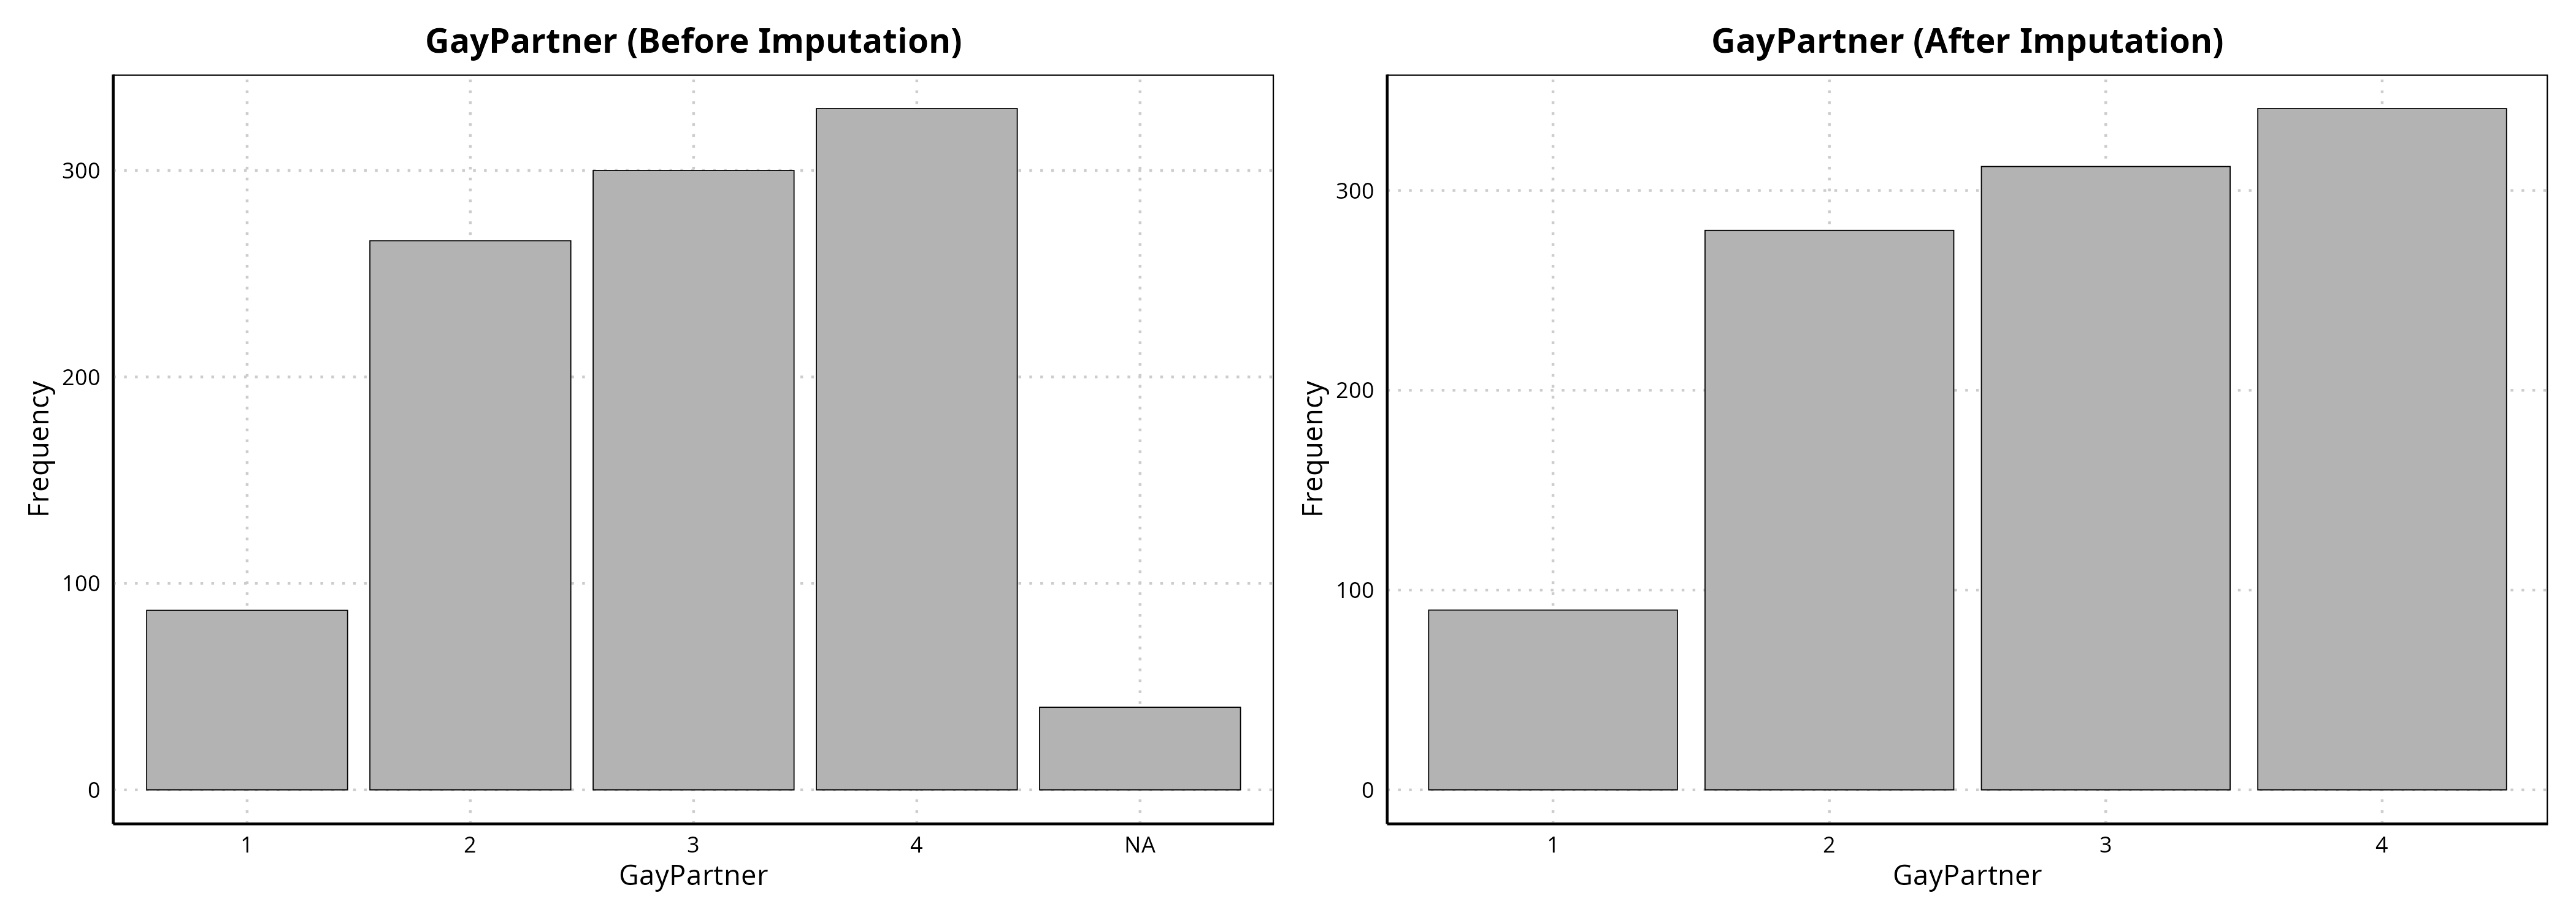 GayPartner (Before Imputation)
Frequency
300
200
100
0
1 2 3 4 NA
GayPartner
GayPartner (After Imputation)
Frequency
300
200
100
0
1 2 3 4
GayPartner